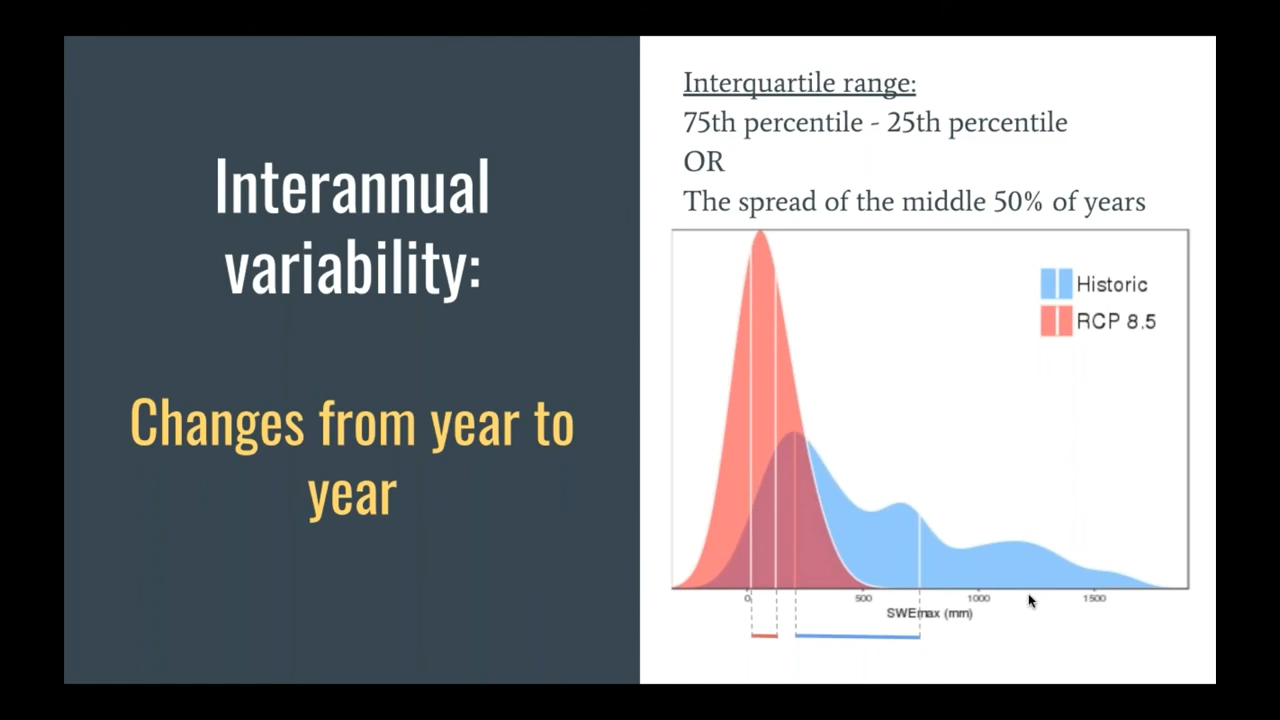 Interannual
variability:
Changes from year to
year
Interquartile range:
75th percentile - 25th percentile
OR
The spread of the middle 50% of years
Historic
RCP 8.5
0 500 1000 1500
SWEmax (mm)